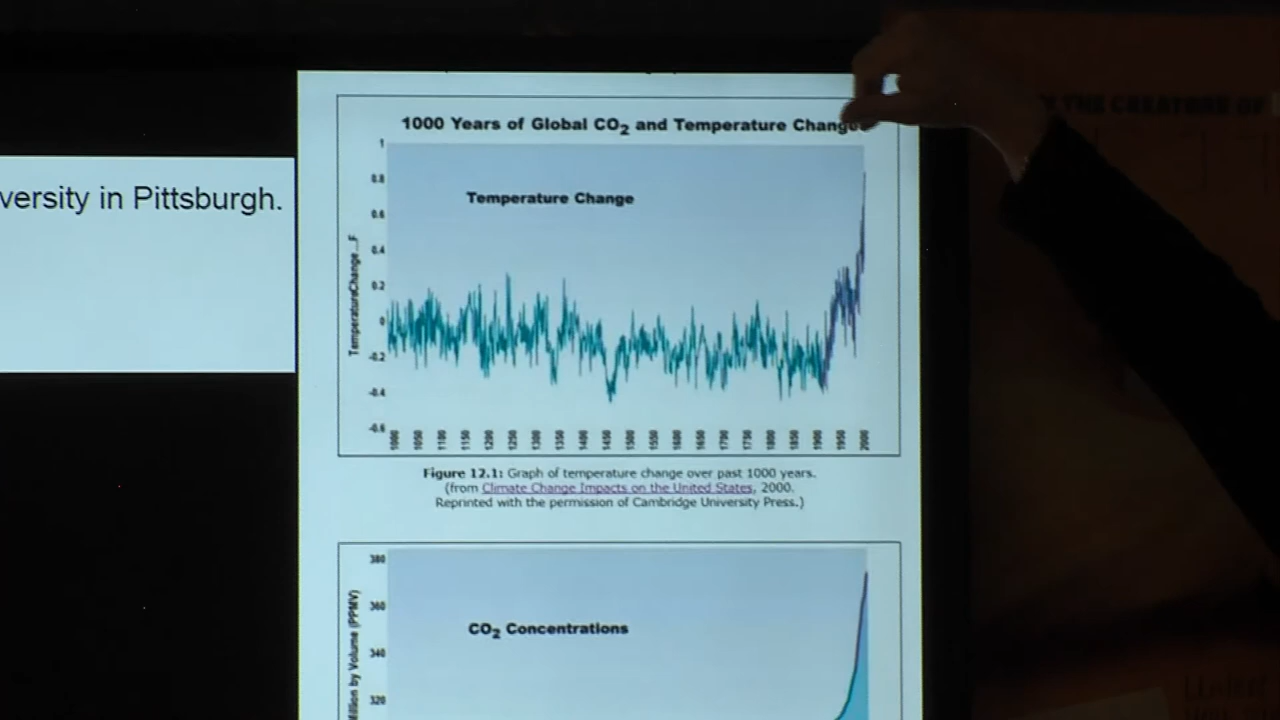 THE CREATORS OF
versity in Pittsburgh.
1000 Years of Global CO2 and Temperature Change
Temperature Change
TemperatureChange...F
1
0.8
0.6
0.4
0.2
0
-0.2
-0.4
-0.6
1000 1050 1100 1150 1200 1250 1300 1350 1400 1450 1500 1550 1600 1650 1700 1750 1800 1850 1900 1950 2000
Figure 12.1: Graph of temperature change over past 1000 years.
(from Climate Change Impacts on the United States, 2000.
Reprinted with the permission of Cambridge University Press.)
CO2 Concentrations
by Volume (PPMV)
380
360
340
320